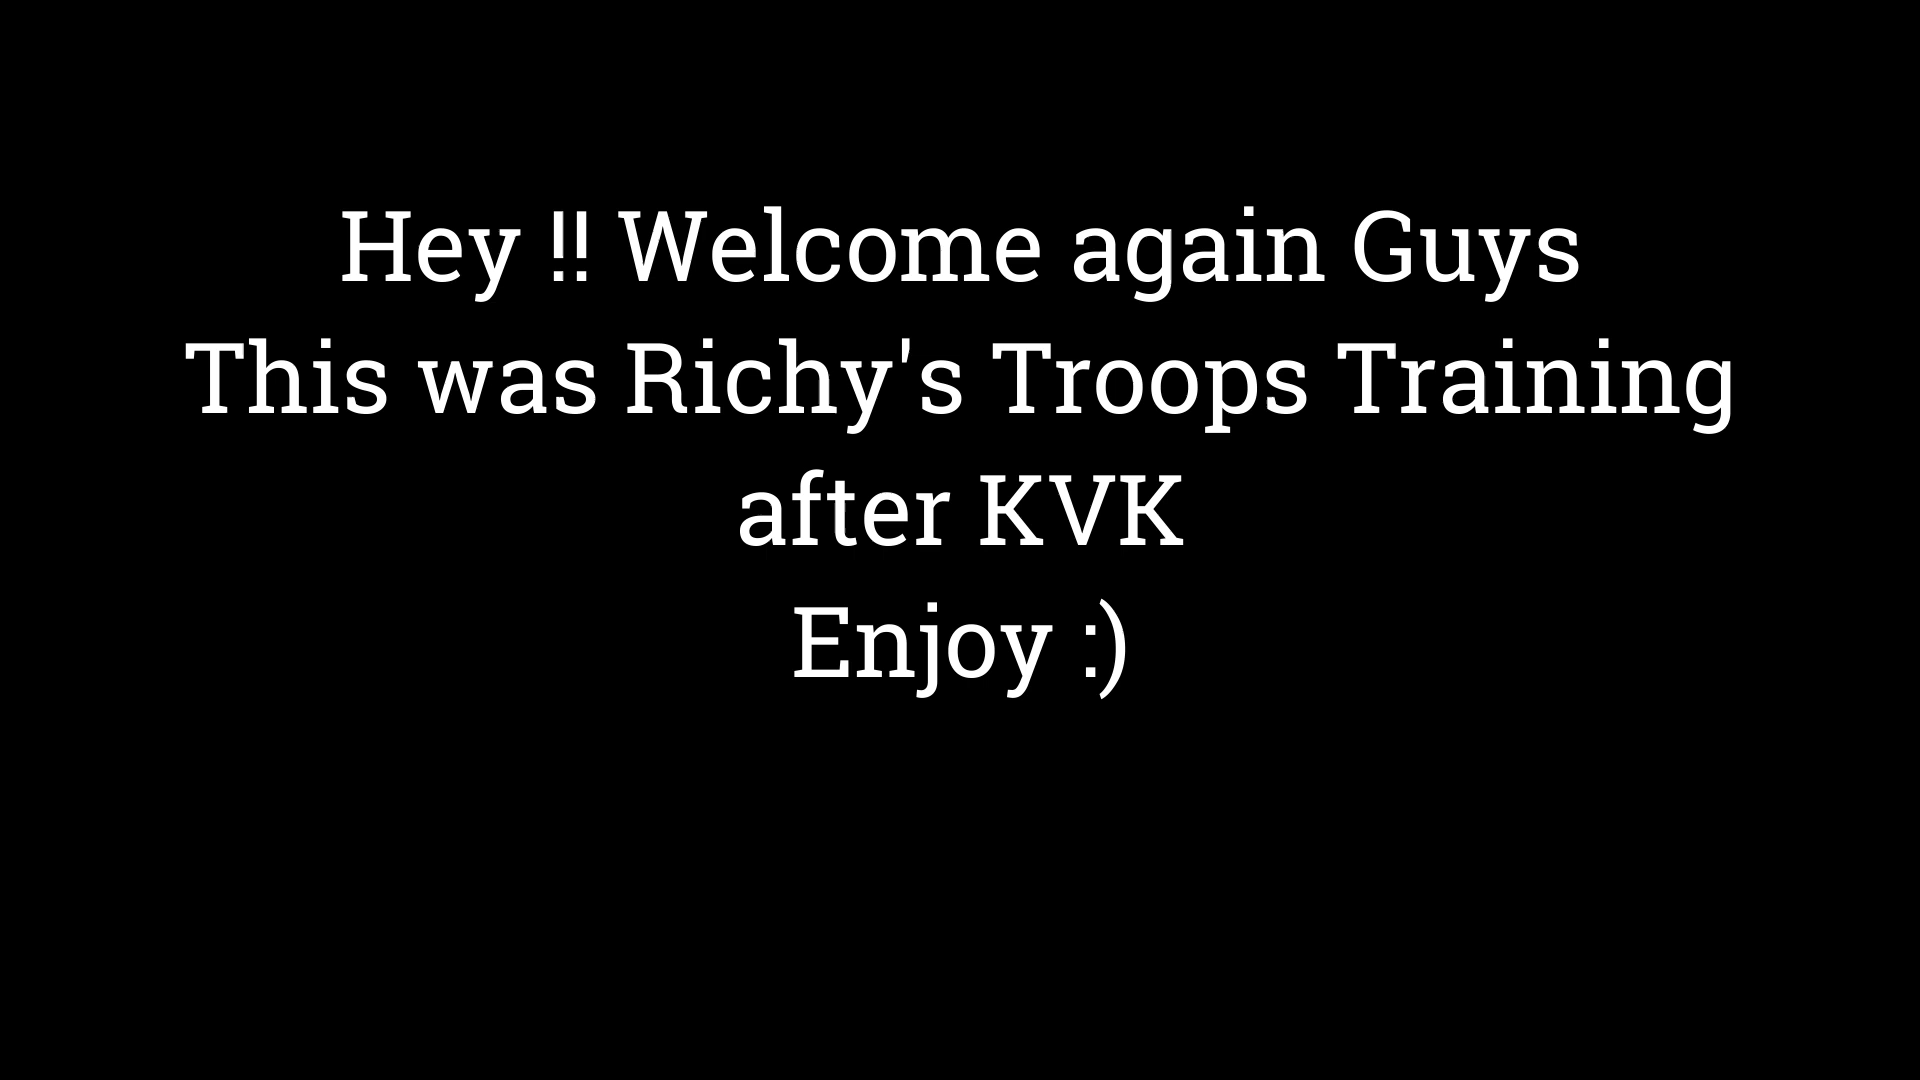 Hey !! Welcome again Guys
This was Richy's Troops Training
after KVK
Enjoy :)